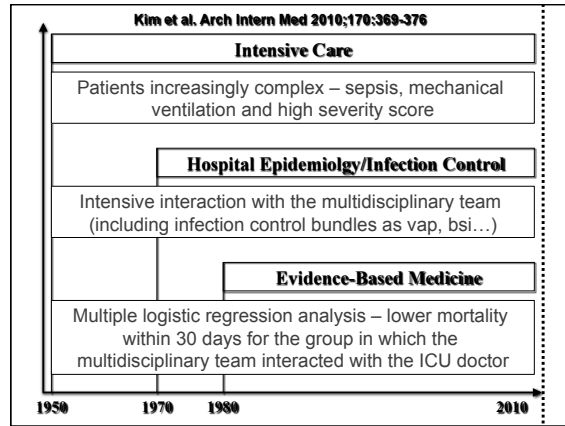 Kim et al. Arch Intern Med 2010;170:369-376
Intensive Care
Patients increasingly complex – sepsis, mechanical
ventilation and high severity score
Hospital Epidemiolgy/Infection Control
Intensive interaction with the multidisciplinary team
(including infection control bundles as vap, bsi…)
Evidence-Based Medicine
Multiple logistic regression analysis – lower mortality
within 30 days for the group in which the
multidisciplinary team interacted with the ICU doctor
1950 1970 1980 2010